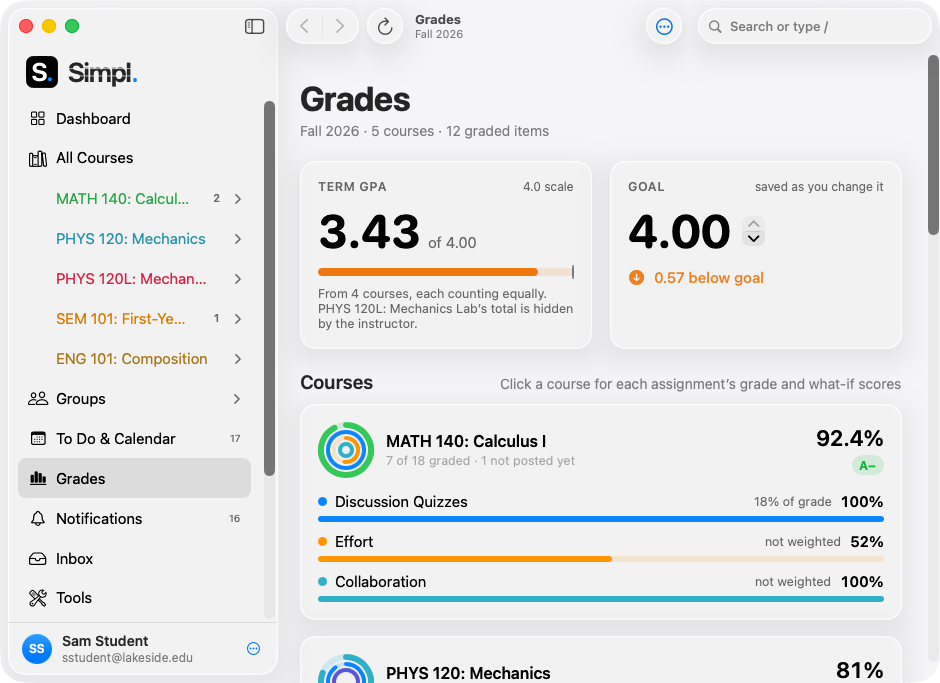 Grades
Fall 2026
Search or type /
S.
Simpl.
Dashboard
All Courses
MATH 140: Calcul... 2
PHYS 120: Mechanics
PHYS 120L: Mechan...
SEM 101: First-Ye... 1
ENG 101: Composition
Groups
To Do & Calendar 17
Grades
Notifications 16
Inbox
Tools
SS
Sam Student
sstudent@lakeside.edu
Grades
Fall 2026 · 5 courses · 12 graded items
TERM GPA 4.0 scale
3.43 of 4.00
From 4 courses, each counting equally.
PHYS 120L: Mechanics Lab's total is hidden
by the instructor.
GOAL saved as you change it
4.00
0.57 below goal
Courses Click a course for each assignment's grade and what-if scores
MATH 140: Calculus I 92.4%
7 of 18 graded · 1 not posted yet A–
Discussion Quizzes 18% of grade 100%
Effort not weighted 52%
Collaboration not weighted 100%
PHYS 120: Mechanics 81%